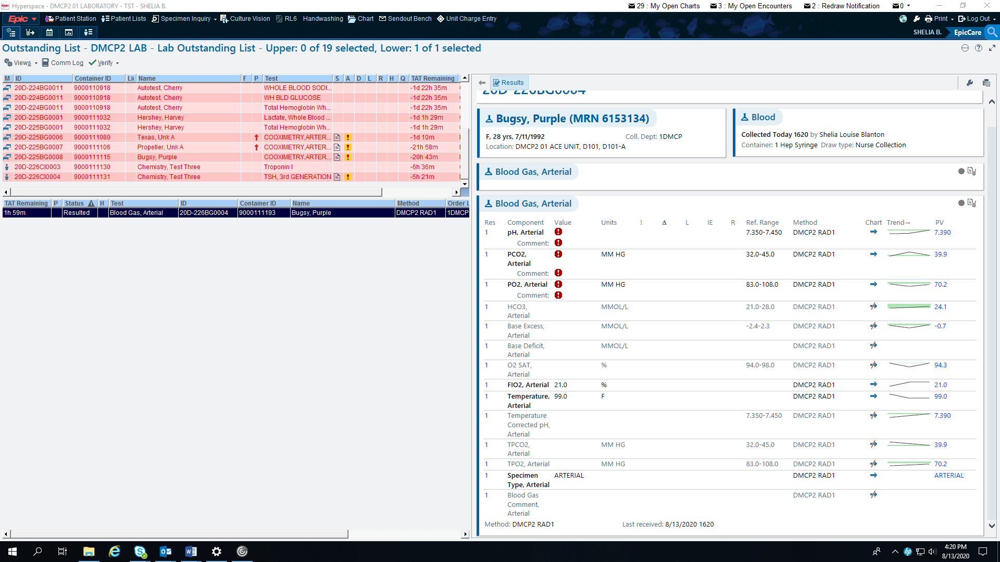 Hyperspace - DMCP2 01 LABORATORY - TST - SHELIA B.
29 : My Open Charts
3 : My Open Encounters
2 : Redraw Notification
0
Epic
Patient Station
Patient Lists
Specimen Inquiry
Culture Vision
RL6
Handwashing
Chart
Sendout Bench
Unit Charge Entry
Print
Log Out
SHELIA B.
EpicCare
Outstanding List - DMCP2 LAB - Lab Outstanding List - Upper: 0 of 19 selected, Lower: 1 of 1 selected
Views
Comm Log
Verify
M ID Container ID Name F P Test S A D L R H Q TAT Remaining
20D-224BG0011 9000110918 Autotest, Cherry WHOLE BLOOD SODI... -1d 22h 35m
20D-224BG0011 9000110918 Autotest, Cherry WH BLD GLUCOSE -1d 22h 35m
20D-224BG0011 9000110918 Autotest, Cherry Total Hemoglobin Wh... -1d 22h 35m
20D-225BG0001 9000111032 Hershey, Harvey Lactate, Whole Blood ... -1d 1h 29m
20D-225BG0001 9000111032 Hershey, Harvey Total Hemoglobin Wh... -1d 1h 29m
20D-225BG0006 9000111080 Texas, Unk A COOXIMETRY,ARTER... -1d 10m
20D-225BG0007 9000111106 Propeller, Unk A COOXIMETRY,ARTER... -21h 58m
20D-225BG0008 9000111115 Bugsy, Purple COOXIMETRY,ARTER... -20h 43m
20D-226CI0003 9000111130 Chemistry, Test Three Troponin I -6h 36m
20D-226CI0004 9000111131 Chemistry, Test Three TSH, 3rd GENERATION -5h 21m
TAT Remaining P Status H Test ID Container ID Name Method Order L
1h 59m Resulted Blood Gas, Arterial 20D-226BG0004 9000111193 Bugsy, Purple DMCP2 RAD1 1DMCP
Results
20D-226BG0004
Bugsy, Purple (MRN 6153134)
F, 28 yrs, 7/11/1992 Coll. Dept: 1DMCP
Location: DMCP2 01 ACE UNIT, D101, D101-A
Blood
Collected Today 1620 by Shelia Louise Blanton
Container: 1 Hep Syringe Draw type: Nurse Collection
Blood Gas, Arterial
Blood Gas, Arterial
Res Component Value Units ! Δ L IE R Ref. Range Method Chart Trend→ PV
1 pH, Arterial 7.350-7.450 DMCP2 RAD1 7.390
Comment:
1 PCO2, MM HG 32.0-45.0 DMCP2 RAD1 39.9
Arterial
Comment:
1 PO2, Arterial MM HG 83.0-108.0 DMCP2 RAD1 70.2
Comment:
1 HCO3, MMOL/L 21.0-28.0 DMCP2 RAD1 24.1
Arterial
1 Base Excess, MMOL/L -2.4-2.3 DMCP2 RAD1 -0.7
Arterial
1 Base Deficit, MMOL/L DMCP2 RAD1
Arterial
1 O2 SAT, % 94.0-98.0 DMCP2 RAD1 94.3
Arterial
1 FIO2, Arterial 21.0 % DMCP2 RAD1 21.0
1 Temperature, 99.0 F DMCP2 RAD1 99.0
Arterial
1 Temperature 7.350-7.450 DMCP2 RAD1 7.390
Corrected pH,
Arterial
1 TPCO2, MM HG 32.0-45.0 DMCP2 RAD1 39.9
Arterial
1 TPO2, Arterial MM HG 83.0-108.0 DMCP2 RAD1 70.2
1 Specimen ARTERIAL DMCP2 RAD1 ARTERIAL
Type, Arterial
1 Blood Gas DMCP2 RAD1
Comment,
Arterial
Method: DMCP2 RAD1 Last received: 8/13/2020 1620
4:20 PM
8/13/2020